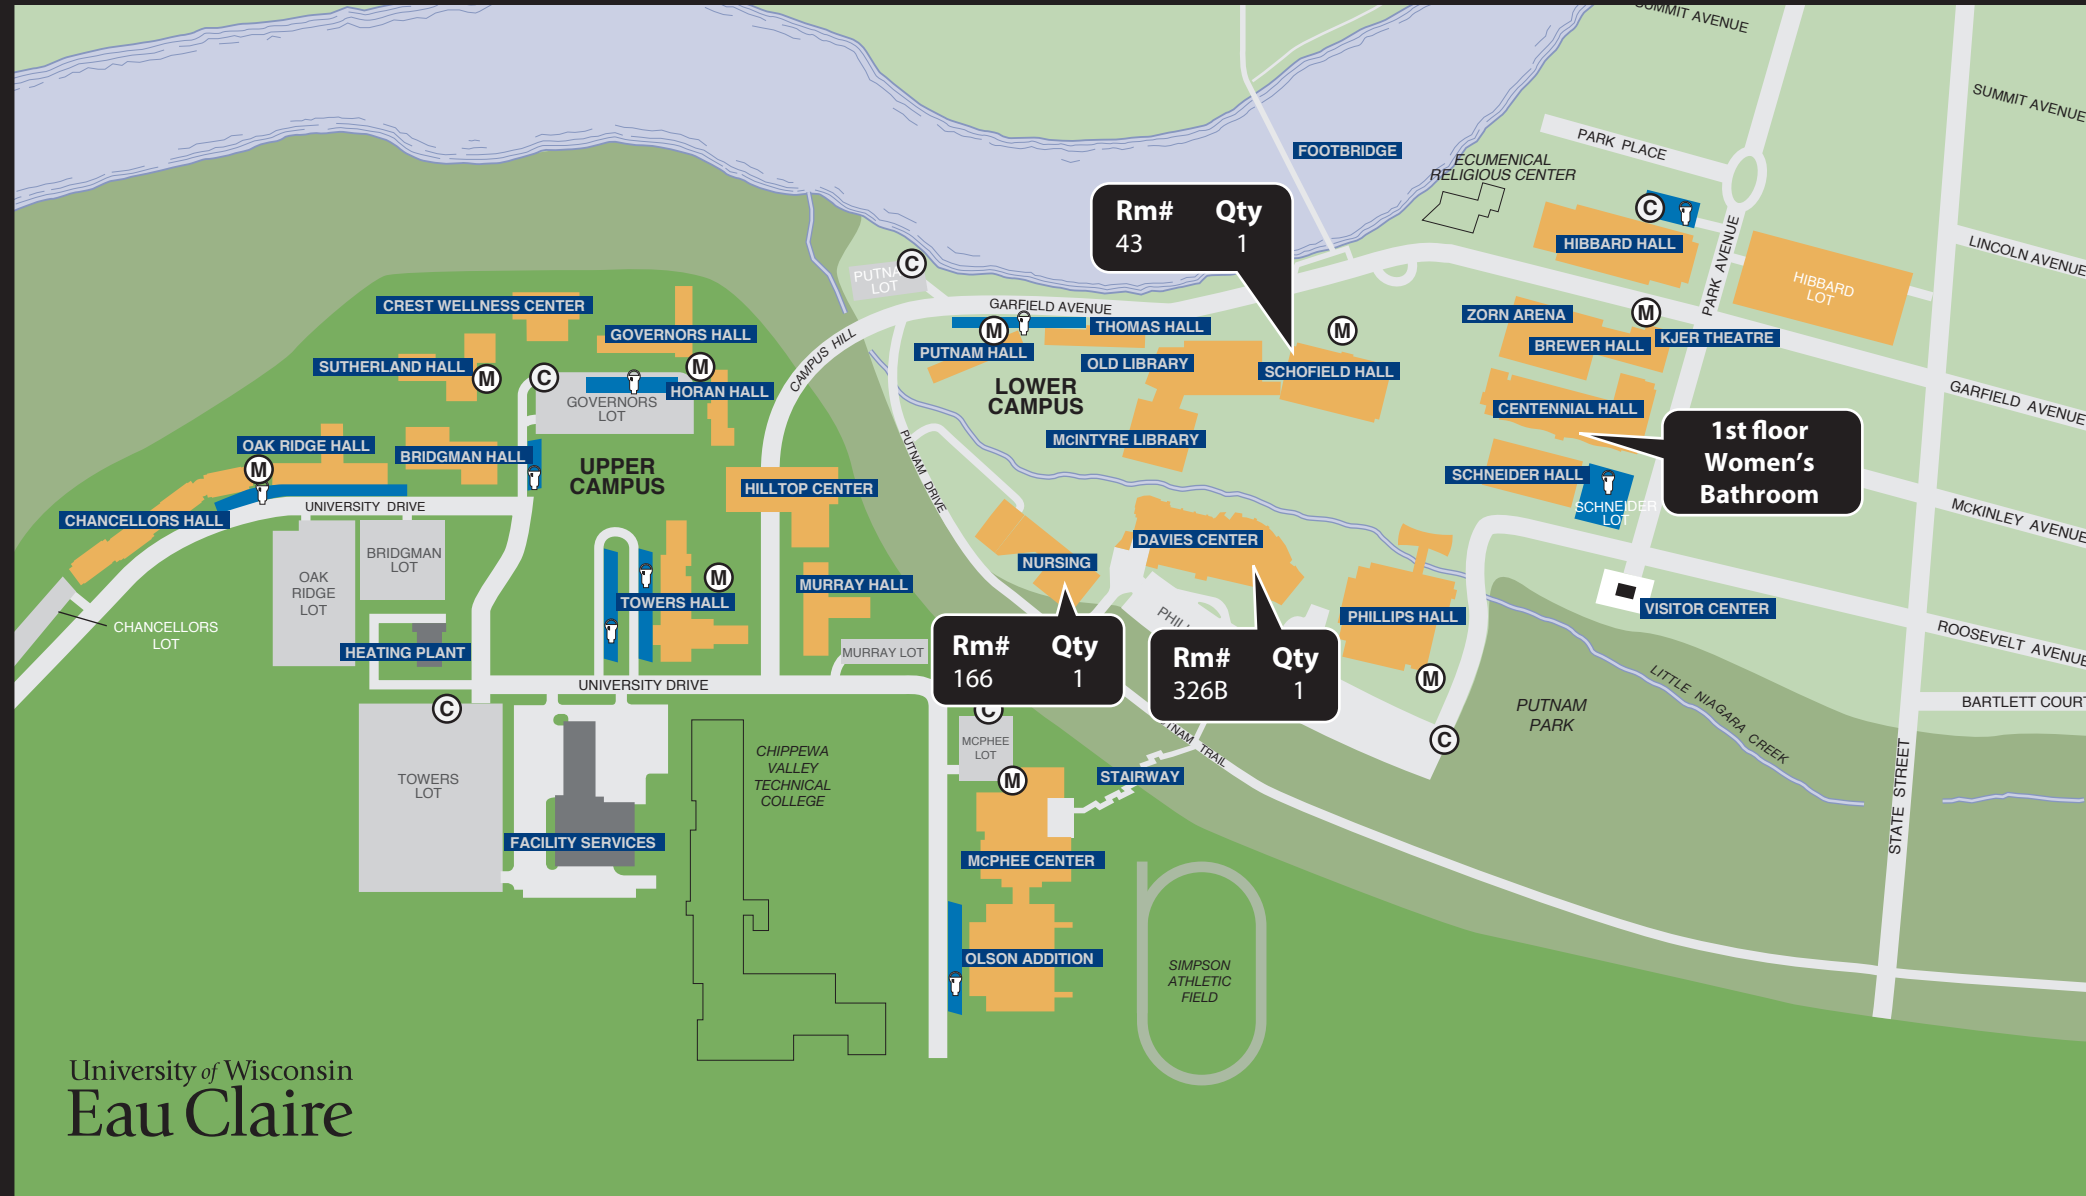 SUMMIT AVENUE
SUMMIT AVENUE
PARK PLACE
FOOTBRIDGE
ECUMENICAL
RELIGIOUS CENTER
Rm# Qty
43 1
C
HIBBARD HALL
PARK AVENUE
LINCOLN AVENUE
HIBBARD
LOT
C
LOT
GARFIELD AVENUE
CREST WELLNESS CENTER
GOVERNORS HALL
M
THOMAS HALL
PUTNAM HALL
OLD LIBRARY
M
SCHOFIELD HALL
ZORN ARENA
M
BREWER HALL
KJER THEATRE
SUTHERLAND HALL
M
C
M
HORAN HALL
GOVERNORS
LOT
CAMPUS HILL
LOWER
CAMPUS
CENTENNIAL HALL
GARFIELD AVENUE
OAK RIDGE HALL
M
BRIDGMAN HALL
UPPER
CAMPUS
HILLTOP CENTER
PUTNAM DRIVE
McINTYRE LIBRARY
1st floor
Women's
Bathroom
SCHNEIDER HALL
SCHNEIDER
LOT
UNIVERSITY DRIVE
CHANCELLORS HALL
BRIDGMAN
LOT
OAK
RIDGE
LOT
DAVIES CENTER
NURSING
McKINLEY AVENUE
M
TOWERS HALL
MURRAY HALL
PHILLIPS HALL
VISITOR CENTER
CHANCELLORS
LOT
HEATING PLANT
MURRAY LOT
Rm# Qty
166 1
Rm# Qty
326B 1
ROOSEVELT AVENUE
M
UNIVERSITY DRIVE
C
C
C
PUTNAM
PARK
LITTLE NIAGARA CREEK
BARTLETT COURT
MCPHEE
LOT
M
TRAIL
STAIRWAY
TOWERS
LOT
CHIPPEWA
VALLEY
TECHNICAL
COLLEGE
STATE STREET
FACILITY SERVICES
McPHEE CENTER
OLSON ADDITION
SIMPSON
ATHLETIC
FIELD
University of Wisconsin
Eau Claire